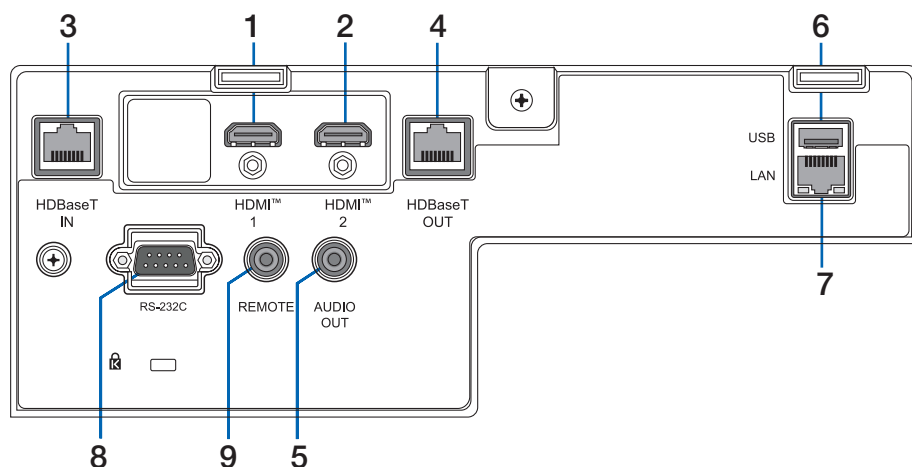 3 1 2 4 6
USB
LAN
HDBaseT
IN
HDMI™
1
HDMI™
2
HDBaseT
OUT
7
RS-232C
REMOTE
AUDIO
OUT
K
8 9 5